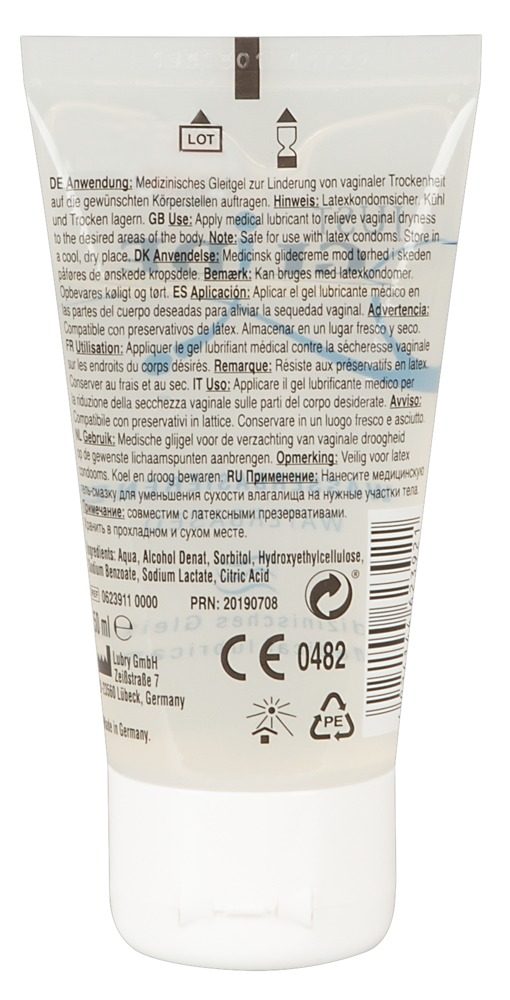 LOT
DE Anwendung: Medizinisches Gleitgel zur Linderung von vaginaler Trockenheit
auf die gewünschten Körperstellen auftragen. Hinweis: Latexkondomsicher. Kühl
und Trocken lagern. GB Use: Apply medical lubricant to relieve vaginal dryness
to the desired areas of the body. Note: Safe for use with latex condoms. Store in
a cool, dry place. DK Anvendelse: Medicinsk glidecreme mod tørhed i skeden
påføres de ønskede kropsdele. Bemærk: Kan bruges med latexkondomer.
Opbevares køligt og tørt. ES Aplicación: Aplicar el gel lubricante médico en
las partes del cuerpo deseadas para aliviar la sequedad vaginal. Advertencia:
Compatible con preservativos de látex. Almacenar en un lugar fresco y seco.
FR Utilisation: Appliquer le gel lubrifiant médical contre la sécheresse vaginale
sur les endroits du corps désirés. Remarque: Résiste aux préservatifs en latex.
Conserver au frais et au sec. IT Uso: Applicare il gel lubrificante medico per
la riduzione della secchezza vaginale sulle parti del corpo desiderate. Avviso:
Compatibile con preservativi in lattice. Conservare in un luogo fresco e asciutto.
NL Gebruik: Medische glijgel voor de verzachting van vaginale droogheid
op de gewenste lichaamspunten aanbrengen. Opmerking: Veilig voor latex
condooms. Koel en droog bewaren. RU Применение: Нанесите медицинскую
гель-смазку для уменьшения сухости влагалища на нужные участки тела.
Примечание: совместим с латексными презервативами.
Хранить в прохладном и сухом месте.
Ingredients: Aqua, Alcohol Denat, Sorbitol, Hydroxyethylcellulose,
Sodium Benzoate, Sodium Lactate, Citric Acid
REF 0623911 0000 PRN: 20190708
50 ml ℮
CE 0482
Lubry GmbH
Zeißstraße 7
D-23560 Lübeck, Germany
PE
Made in Germany.